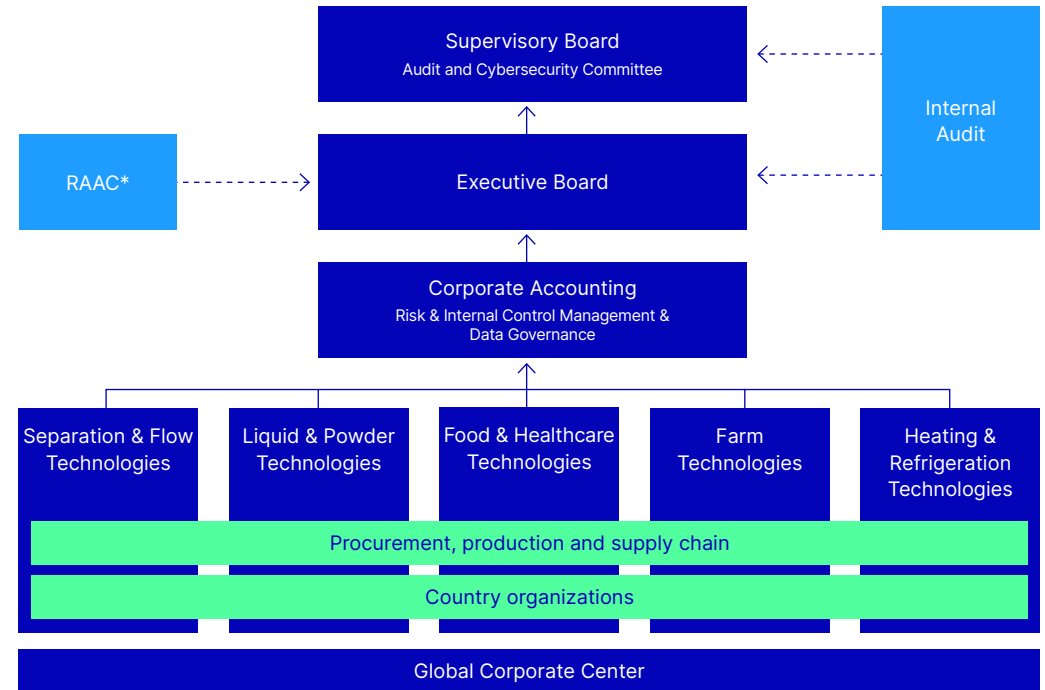 Supervisory Board
Audit and Cybersecurity Committee
Internal
Audit
RAAC*
Executive Board
Corporate Accounting
Risk & Internal Control Management &
Data Governance
Separation & Flow
Technologies
Liquid & Powder
Technologies
Food & Healthcare
Technologies
Farm
Technologies
Heating &
Refrigeration
Technologies
Procurement, production and supply chain
Country organizations
Global Corporate Center